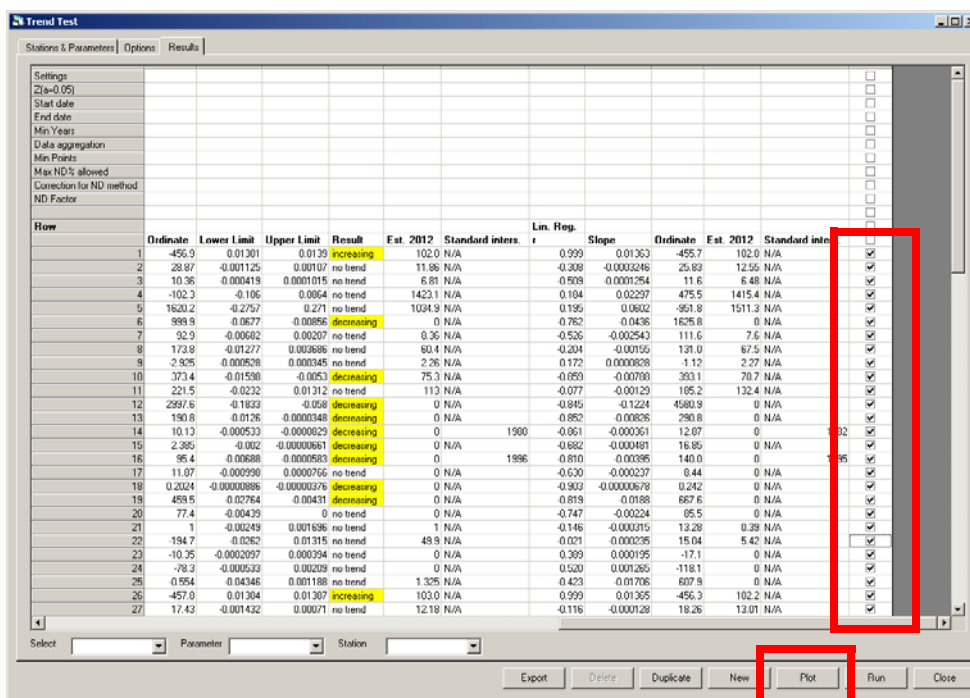 Trend Test
Stations & Parameters Options Results
Settings
Z(a=0.05)
Start date
End date
Min Years
Data aggregation
Min Points
Max ND% allowed
Correction for ND method
ND Factor
Row Lin. Reg.
Ordinate Lower Limit Upper Limit Result Est. 2012 Standard inters. r Slope Ordinate Est. 2012 Standard inters.
1 -456.9 0.01301 0.0139 increasing 102.0 N/A 0.999 0.01363 -455.7 102.0 N/A
2 28.87 -0.001125 0.00107 no trend 11.86 N/A -0.308 -0.0003246 25.83 12.55 N/A
3 10.36 -0.000419 0.0001015 no trend 6.81 N/A -0.509 -0.0001254 11.6 6.48 N/A
4 -102.3 -0.106 0.0864 no trend 1423.1 N/A 0.184 0.02297 475.5 1415.4 N/A
5 1620.2 -0.2757 0.271 no trend 1034.9 N/A 0.195 0.0602 -951.8 1511.3 N/A
6 999.9 -0.0677 -0.00856 decreasing 0 N/A -0.762 -0.0436 1625.8 0 N/A
7 92.9 -0.00682 0.00207 no trend 8.36 N/A -0.526 -0.002543 111.6 7.6 N/A
8 173.8 -0.01277 0.003686 no trend 60.4 N/A -0.204 -0.00155 131.0 67.5 N/A
9 -2.925 -0.000528 0.000345 no trend 2.26 N/A 0.172 0.0000828 -1.12 2.27 N/A
10 373.4 -0.01598 -0.0053 decreasing 75.3 N/A -0.859 -0.00788 393.1 70.7 N/A
11 221.5 -0.0232 0.01312 no trend 113 N/A -0.077 -0.00129 185.2 132.4 N/A
12 2997.6 -0.1833 -0.058 decreasing 0 N/A -0.845 -0.1224 4580.9 0 N/A
13 190.8 -0.0126 -0.0000348 decreasing 0 N/A -0.852 -0.00826 290.8 0 N/A
14 10.13 -0.000533 -0.0000829 decreasing 0 1980 -0.861 -0.000361 12.87 0
15 2.385 -0.002 -0.00000661 decreasing 0 N/A -0.682 -0.000481 16.85 0 N/A
16 95.4 -0.00688 -0.0000583 decreasing 0 1996 -0.810 -0.00395 140.0 0
17 11.87 -0.000998 0.0000766 no trend 0 N/A -0.630 -0.000237 8.44 0 N/A
18 0.2024 -0.00000886 -0.00000376 decreasing 0 N/A -0.903 -0.00000678 0.242 0 N/A
19 459.5 -0.02764 -0.00431 decreasing 0 N/A -0.819 -0.0188 667.6 0 N/A
20 77.4 -0.00439 0 no trend 0 N/A -0.747 -0.00224 85.5 0 N/A
21 1 -0.00249 0.001696 no trend 1 N/A -0.146 -0.000315 13.28 0.39 N/A
22 -194.7 -0.0262 0.01315 no trend 49.9 N/A -0.021 -0.000235 15.04 5.42 N/A
23 -10.35 -0.0002097 0.000394 no trend 0 N/A 0.389 0.000195 -17.1 0 N/A
24 -78.3 -0.000533 0.00209 no trend 0 N/A 0.520 0.001265 -118.1 0 N/A
25 -0.554 -0.04346 0.001188 no trend 1.325 N/A -0.423 -0.01706 607.9 0 N/A
26 -457.8 0.01304 0.01387 increasing 103.0 N/A 0.999 0.01365 -456.3 102.2 N/A
27 17.43 -0.001432 0.00071 no trend 12.18 N/A -0.116 -0.000128 18.26 13.01 N/A
Select Parameter Station
Export Delete Duplicate New Plot Run Close